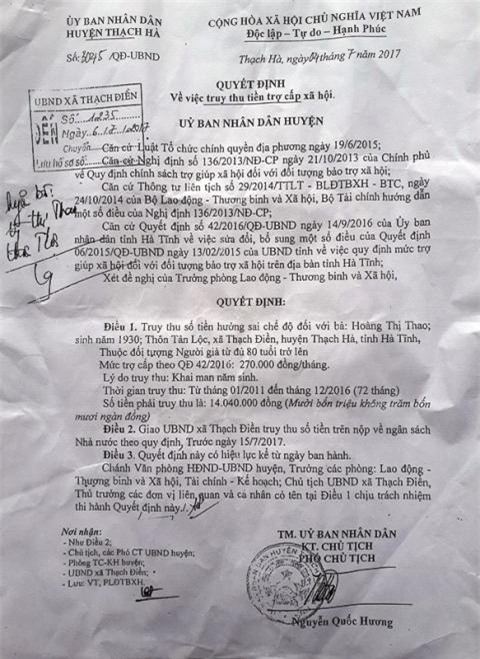 ỦY BAN NHÂN DÂN
HUYỆN THẠCH HÀ
Số: 3045/QĐ-UBND
CỘNG HÒA XÃ HỘI CHỦ NGHĨA VIỆT NAM
Độc lập – Tự do – Hạnh Phúc
Thạch Hà, ngày 04 tháng 7 năm 2017
QUYẾT ĐỊNH
Về việc truy thu tiền trợ cấp xã hội.
UBND XÃ THẠCH ĐIỀN
ĐẾN
Số: 1235
Ngày: 6/7/2017
Chuyển:
Lưu hồ sơ số:
ỦY BAN NHÂN DÂN HUYỆN
Căn cứ Luật Tổ chức chính quyền địa phương ngày 19/6/2015;
Căn cứ Nghị định số 136/2013/NĐ-CP ngày 21/10/2013 của Chính phủ
về Quy định chính sách trợ giúp xã hội đối với đối tượng bảo trợ xã hội;
Căn cứ Thông tư liên tịch số 29/2014/TTLT - BLĐTBXH - BTC, ngày
24/10/2014 của Bộ Lao động - Thương binh và Xã hội, Bộ Tài chính hướng dẫn
một số điều của Nghị định 136/2013/NĐ-CP;
Căn cứ Quyết định số 42/2016/QĐ-UBND ngày 14/9/2016 của Ủy ban
nhân dân tỉnh Hà Tĩnh về việc sửa đổi, bổ sung một số điều của Quyết định
06/2015/QĐ-UBND ngày 13/02/2015 của UBND tỉnh về việc quy định mức trợ
giúp xã hội đối với đối tượng bảo trợ xã hội trên địa bàn tỉnh Hà Tĩnh;
Xét đề nghị của Trưởng phòng Lao động - Thương binh và Xã hội,
QUYẾT ĐỊNH:
Điều 1. Truy thu số tiền hưởng sai chế độ đối với bà: Hoàng Thị Thao;
sinh năm 1930; Thôn Tân Lộc, xã Thạch Điền, huyện Thạch Hà, tỉnh Hà Tĩnh,
Thuộc đối tượng Người già từ đủ 80 tuổi trở lên
Mức trợ cấp theo QĐ 42/2016: 270.000 đồng/tháng.
Lý do truy thu: Khai man năm sinh.
Thời gian truy thu: Từ tháng 01/2011 đến tháng 12/2016 (72 tháng)
Số tiền phải truy thu là: 14.040.000 đồng (Mười bốn triệu không trăm bốn
mươi ngàn đồng)
Điều 2. Giao UBND xã Thạch Điền truy thu số tiền trên nộp về ngân sách
Nhà nước theo quy định, Trước ngày 15/7/2017.
Điều 3. Quyết định này có hiệu lực kể từ ngày ban hành.
Chánh Văn phòng HĐND-UBND huyện, Trưởng các phòng: Lao động -
Thương binh và Xã hội, Tài chính - Kế hoạch; Chủ tịch UBND xã Thạch Điền,
Thủ trưởng các đơn vị liên quan và cá nhân có tên tại Điều 1 chịu trách nhiệm
thi hành Quyết định này./.
Nơi nhận:
- Như Điều 2;
- Chủ tịch, các Phó CT UBND huyện;
- Phòng TC-KH huyện;
- UBND xã Thạch Điền;
- Lưu: VT, PLĐTBXH.
TM. UỶ BAN NHÂN DÂN
KT. CHỦ TỊCH
PHÓ CHỦ TỊCH
Nguyễn Quốc Hương